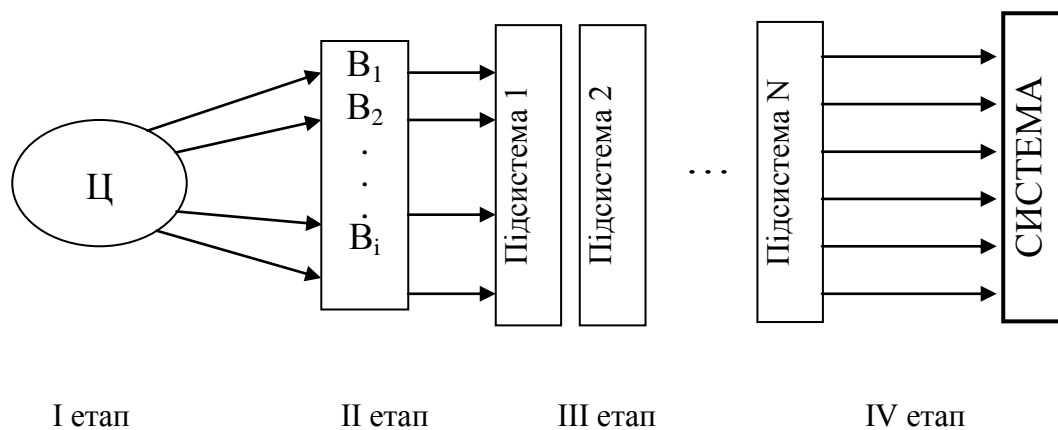 Ц
В₁
В₂
.
.
.
Вᵢ
Підсистема 1
Підсистема 2
...
Підсистема N
СИСТЕМА
I етап
II етап
III етап
IV етап